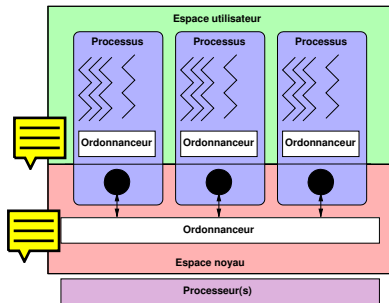 Espace utilisateur
Processus Processus Processus
Ordonnanceur Ordonnanceur Ordonnanceur
Ordonnanceur
Espace noyau
Processeur(s)